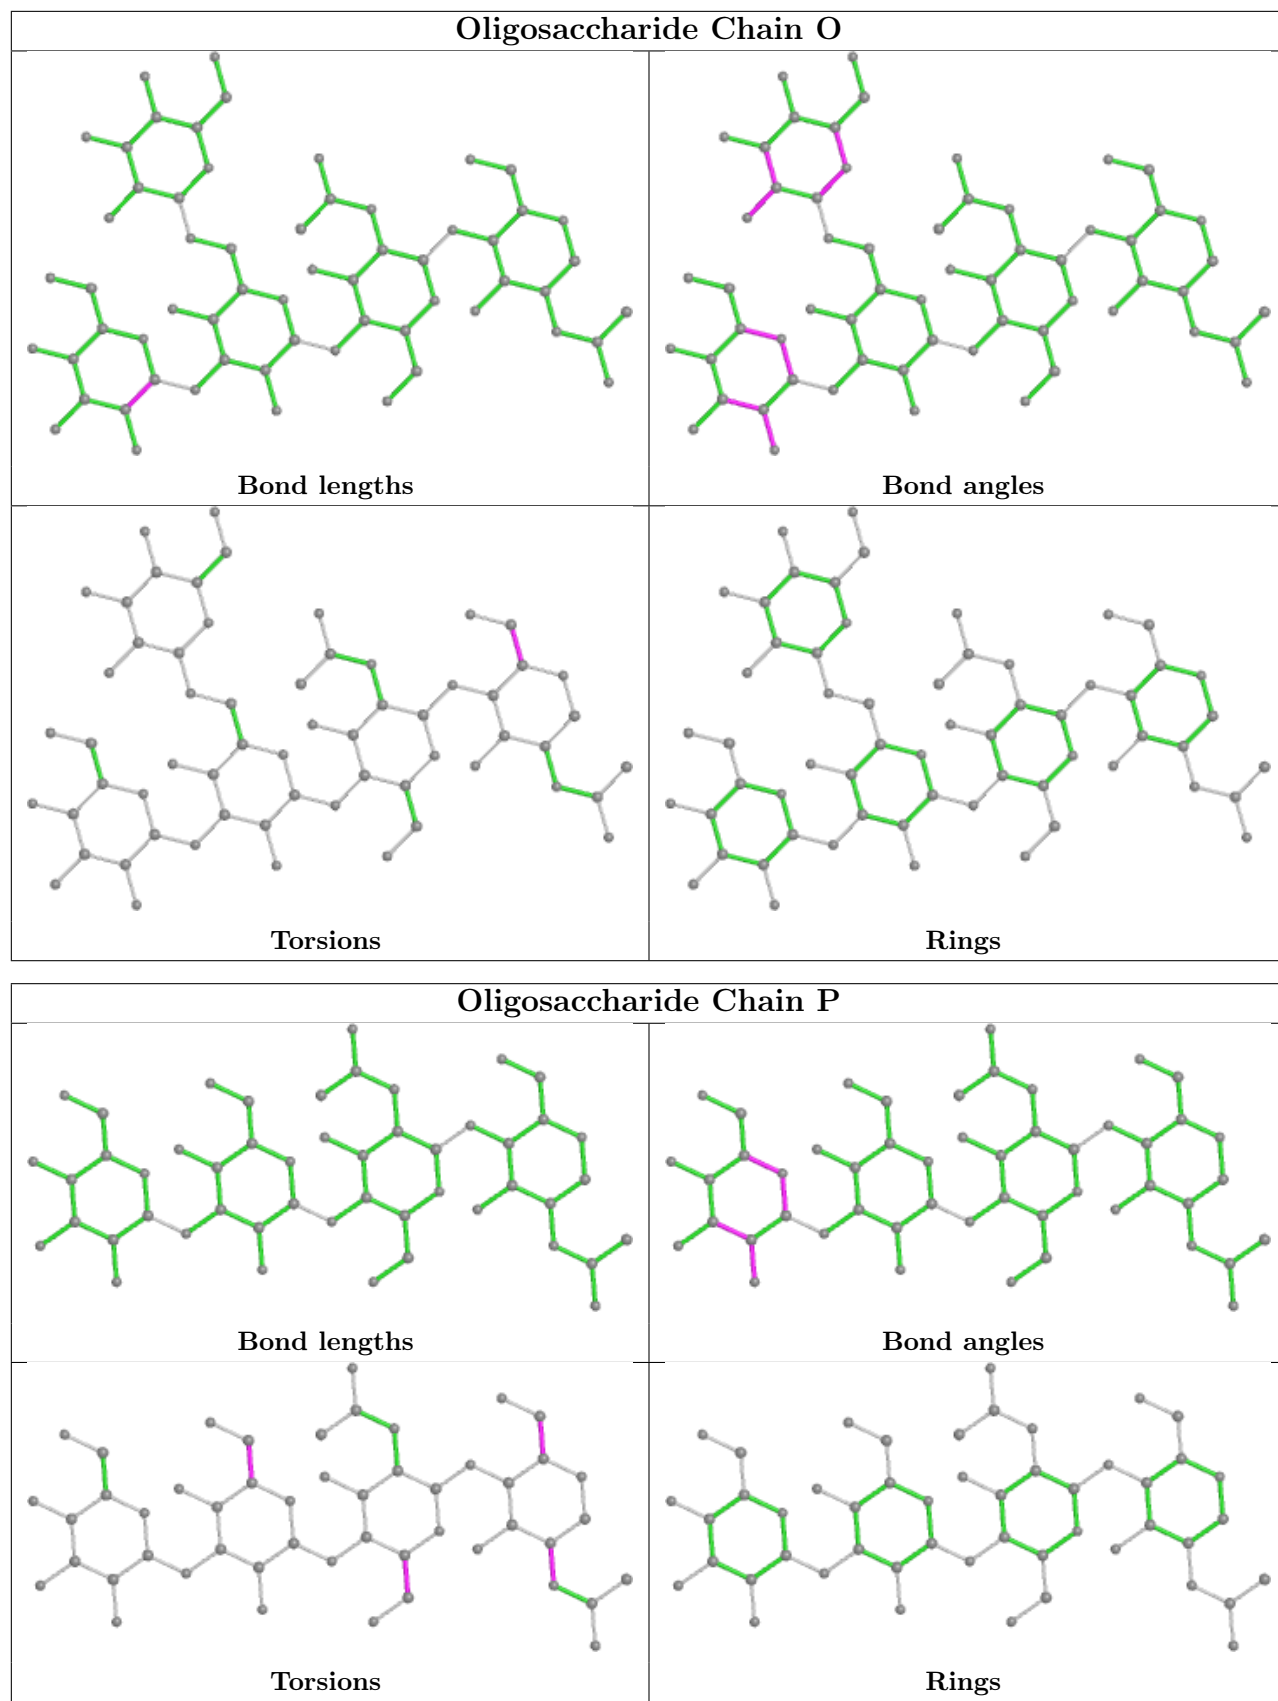 Oligosaccharide Chain O
Bond lengths
Bond angles
Torsions
Rings
Oligosaccharide Chain P
Bond lengths
Bond angles
Torsions
Rings